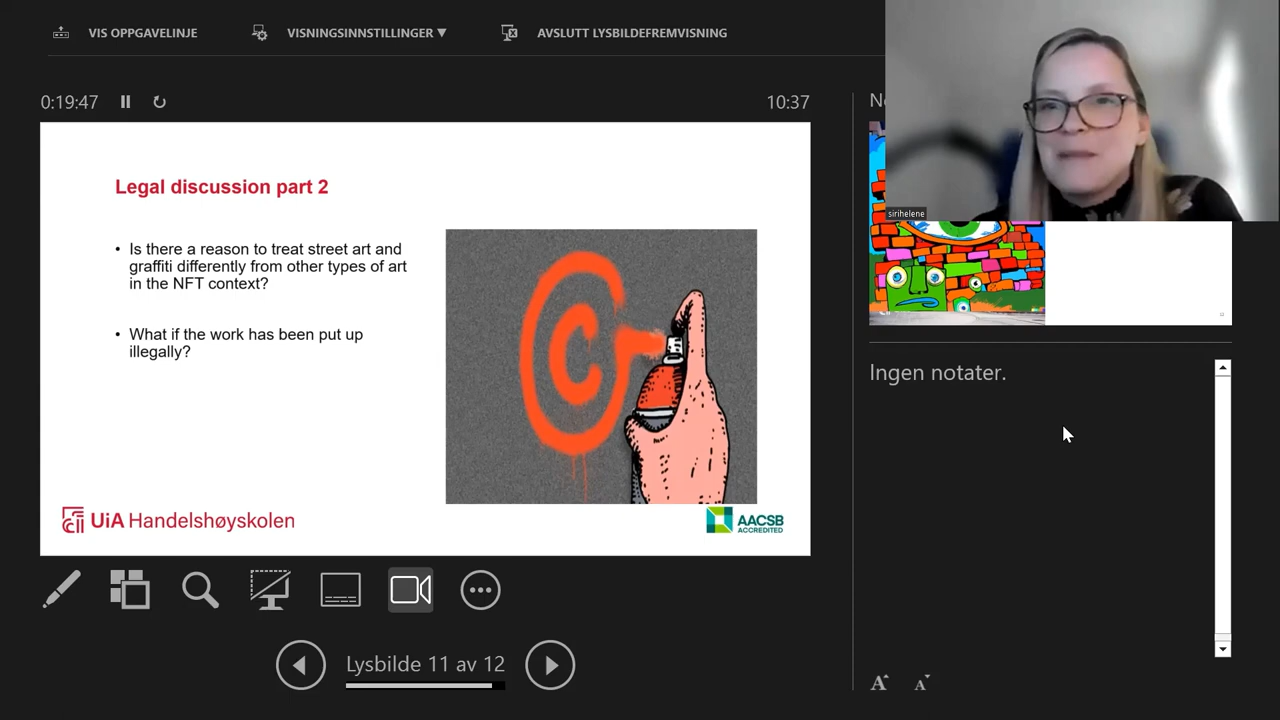 VIS OPPGAVELINJE
VISNINGSINNSTILLINGER ▼
AVSLUTT LYSBILDEFREMVISNING
0:19:47
10:37
Legal discussion part 2
• Is there a reason to treat street art and
graffiti differently from other types of art
in the NFT context?
• What if the work has been put up
illegally?
©
UiA Handelshøyskolen
AACSB
ACCREDITED
sirihelene
Ingen notater.
Lysbilde 11 av 12
A A